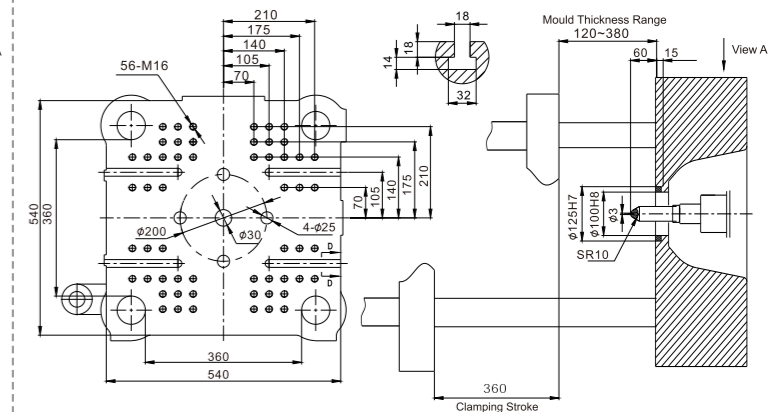 210
175
140
105
70
56-M16
540
360
Φ200
Φ30
4-Φ25
70
105
140
175
210
D
D
360
540
18
18
14
32
Mould Thickness Range
120~380
60
15
View A
Φ125H7
Φ100H8
Φ3
SR10
360
Clamping Stroke